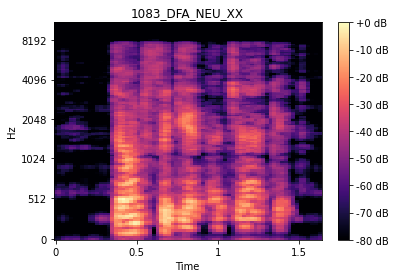 1083_DFA_NEU_XX
Hz
8192
4096
2048
1024
512
0
0
0.5
1
1.5
Time
+0 dB
-10 dB
-20 dB
-30 dB
-40 dB
-50 dB
-60 dB
-70 dB
-80 dB